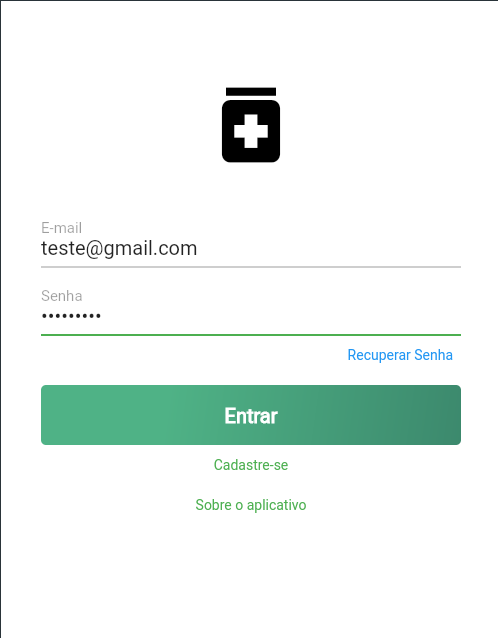 E-mail
teste@gmail.com
Senha
•••••••••
Recuperar Senha
Entrar
Cadastre-se
Sobre o aplicativo